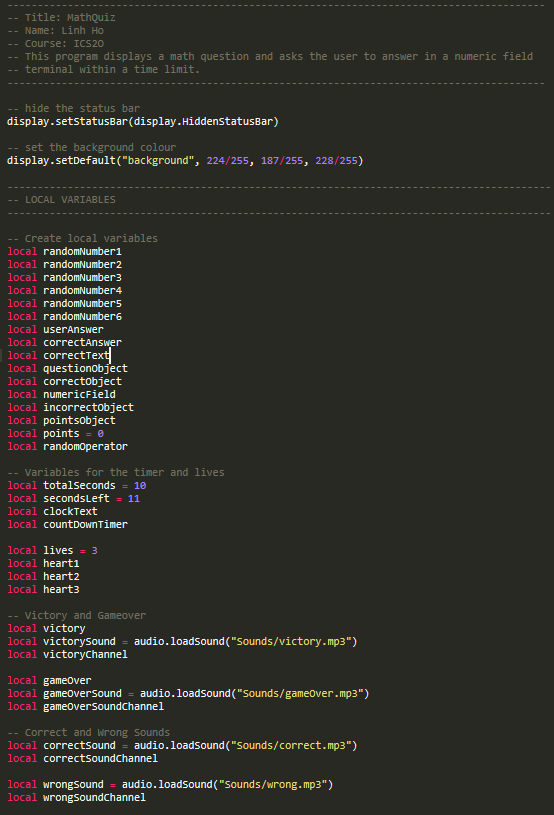 -----------------------------------------------------------------------------------------
-- Title: MathQuiz
-- Name: Linh Ho
-- Course: ICS2O
-- This program displays a math question and asks the user to answer in a numeric field
-- terminal within a time limit.
-----------------------------------------------------------------------------------------
-- hide the status bar
display.setStatusBar(display.HiddenStatusBar)
-- set the background colour
display.setDefault("background", 224/255, 187/255, 228/255)
------------------------------------------------------------------------------------------
-- LOCAL VARIABLES
------------------------------------------------------------------------------------------
-- Create local variables
local randomNumber1
local randomNumber2
local randomNumber3
local randomNumber4
local randomNumber5
local randomNumber6
local userAnswer
local correctAnswer
local correctText
local questionObject
local correctObject
local numericField
local incorrectObject
local pointsObject
local points = 0
local randomOperator
-- Variables for the timer and lives
local totalSeconds = 10
local secondsLeft = 11
local clockText
local countDownTimer
local lives = 3
local heart1
local heart2
local heart3
-- Victory and Gameover
local victory
local victorySound = audio.loadSound("Sounds/victory.mp3")
local victoryChannel
local gameOver
local gameOverSound = audio.loadSound("Sounds/gameOver.mp3")
local gameOverSoundChannel
-- Correct and Wrong Sounds
local correctSound = audio.loadSound("Sounds/correct.mp3")
local correctSoundChannel
local wrongSound = audio.loadSound("Sounds/wrong.mp3")
local wrongSoundChannel